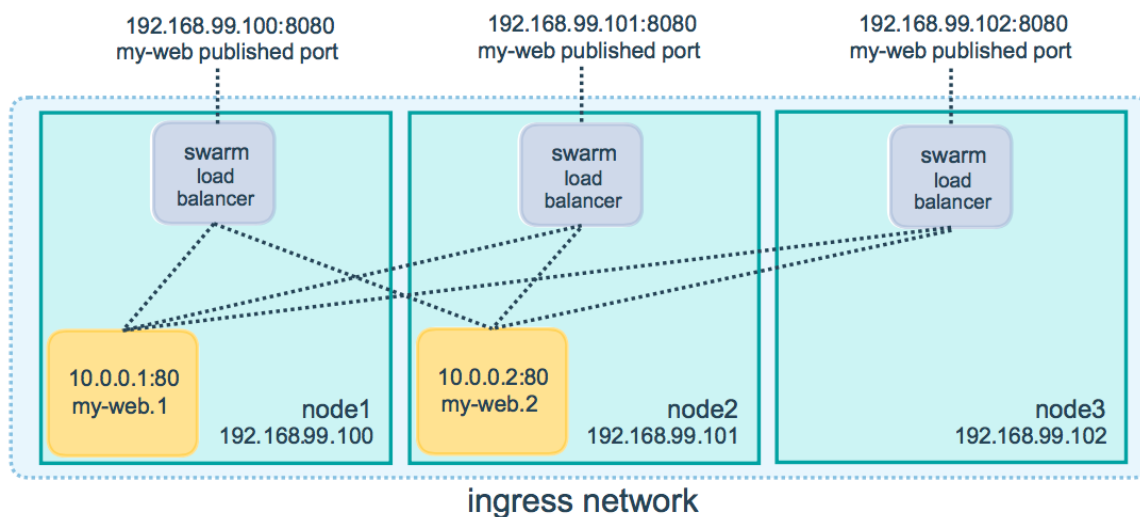 192.168.99.100:8080
my-web published port
192.168.99.101:8080
my-web published port
192.168.99.102:8080
my-web published port
swarm
load
balancer
swarm
load
balancer
swarm
load
balancer
10.0.0.1:80
my-web.1
node1
192.168.99.100
10.0.0.2:80
my-web.2
node2
192.168.99.101
node3
192.168.99.102
ingress network